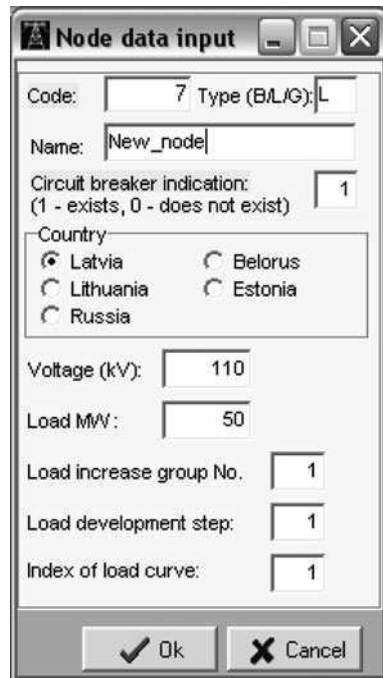 Node data input
Code: 7 Type (B/L/G): L
Name: New_node
Circuit breaker indication: 1
(1 - exists, 0 - does not exist)
Country
Latvia Belorus
Lithuania Estonia
Russia
Voltage (kV): 110
Load MW: 50
Load increase group No. 1
Load development step: 1
Index of load curve: 1
Ok Cancel